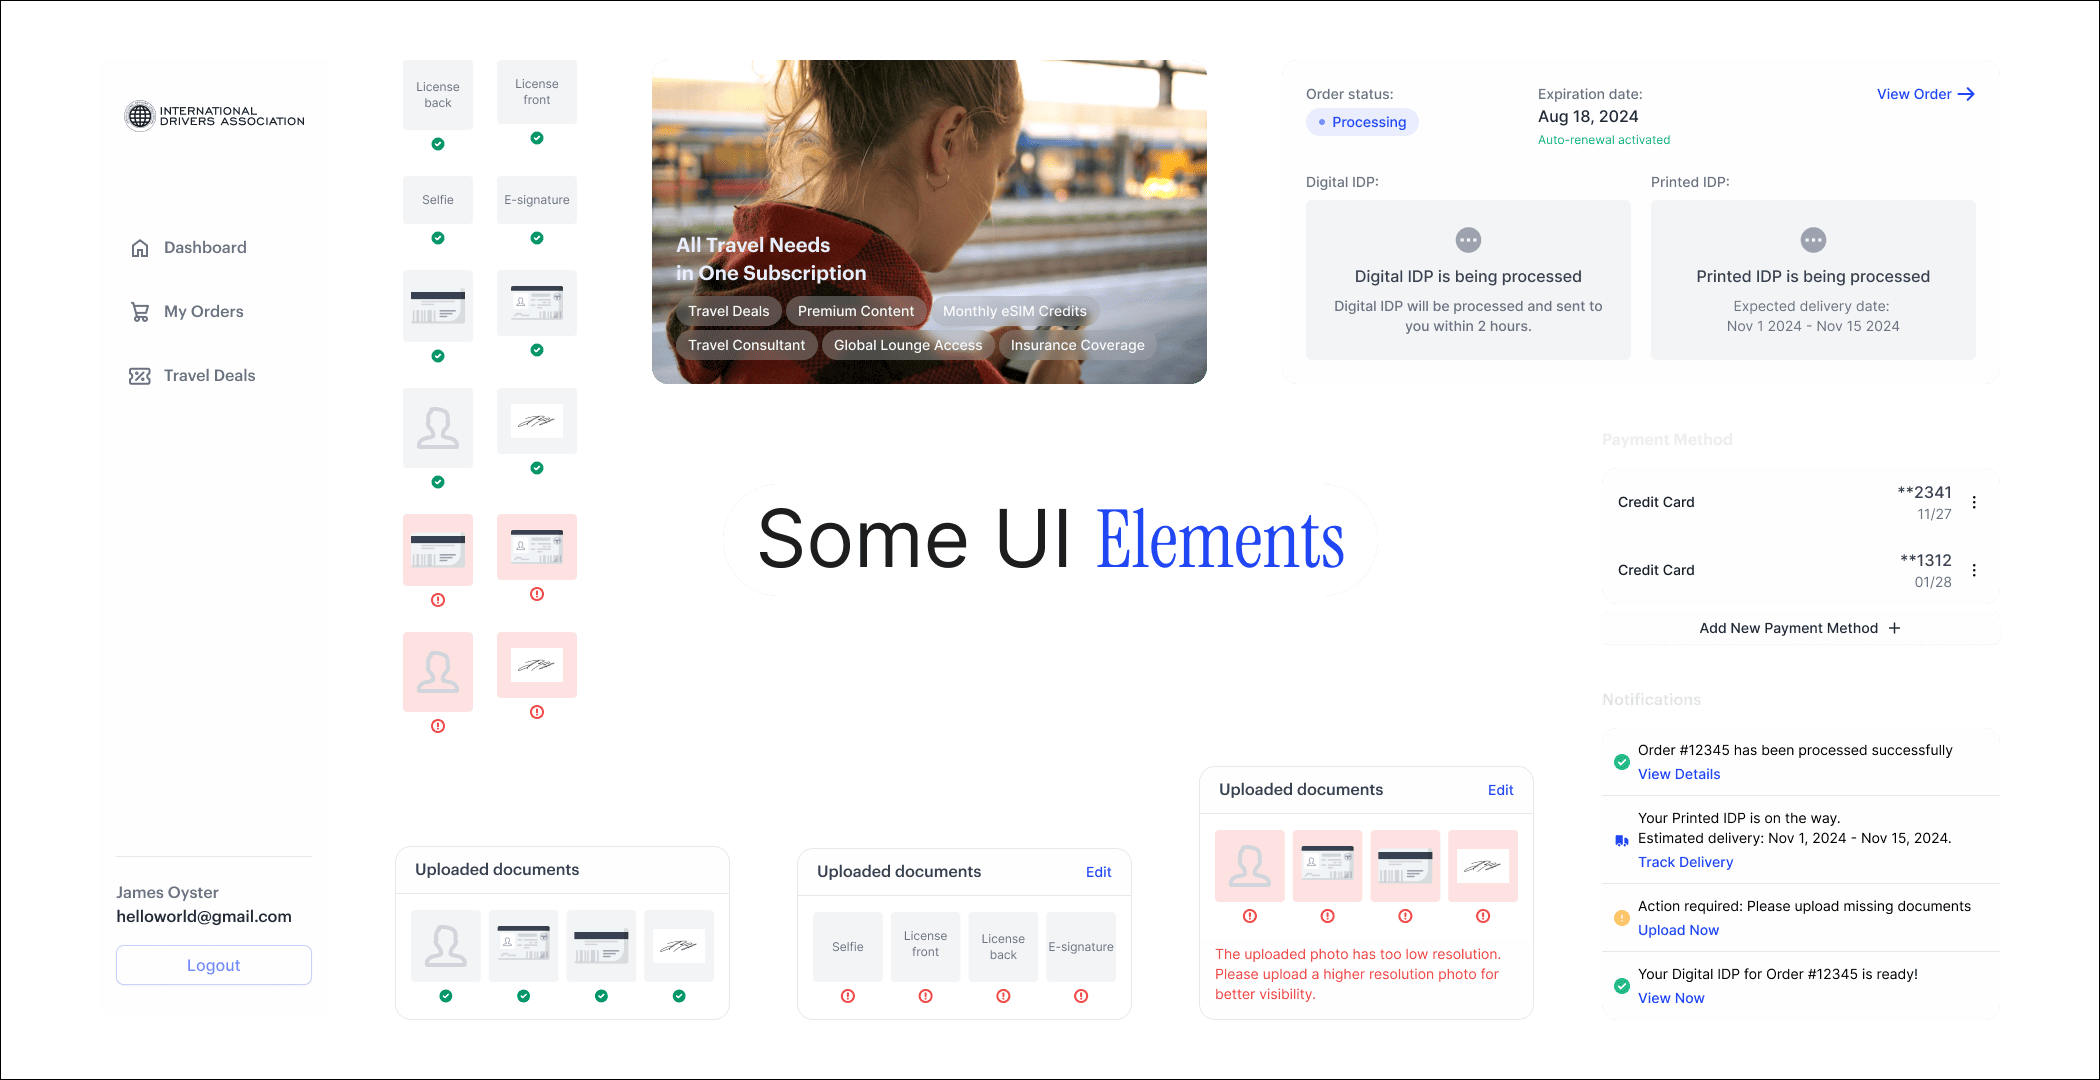 INTERNATIONAL
DRIVERS ASSOCIATION
Dashboard
My Orders
Travel Deals
James Oyster
helloworld@gmail.com
Logout
License
back
License
front
Selfie
E-signature
All Travel Needs
in One Subscription
Travel Deals
Premium Content
Monthly eSIM Credits
Travel Consultant
Global Lounge Access
Insurance Coverage
Order status:
Processing
Expiration date:
Aug 18, 2024
Auto-renewal activated
View Order
Digital IDP:
Digital IDP is being processed
Digital IDP will be processed and sent to
you within 2 hours.
Printed IDP:
Printed IDP is being processed
Expected delivery date:
Nov 1 2024 - Nov 15 2024
Some UI Elements
Payment Method
Credit Card
**2341
11/27
Credit Card
**1312
01/28
Add New Payment Method
Notifications
Order #12345 has been processed successfully
View Details
Your Printed IDP is on the way.
Estimated delivery: Nov 1, 2024 - Nov 15, 2024.
Track Delivery
Action required: Please upload missing documents
Upload Now
Your Digital IDP for Order #12345 is ready!
View Now
Uploaded documents
Uploaded documents
Edit
Selfie
License
front
License
back
E-signature
Uploaded documents
Edit
The uploaded photo has too low resolution.
Please upload a higher resolution photo for
better visibility.